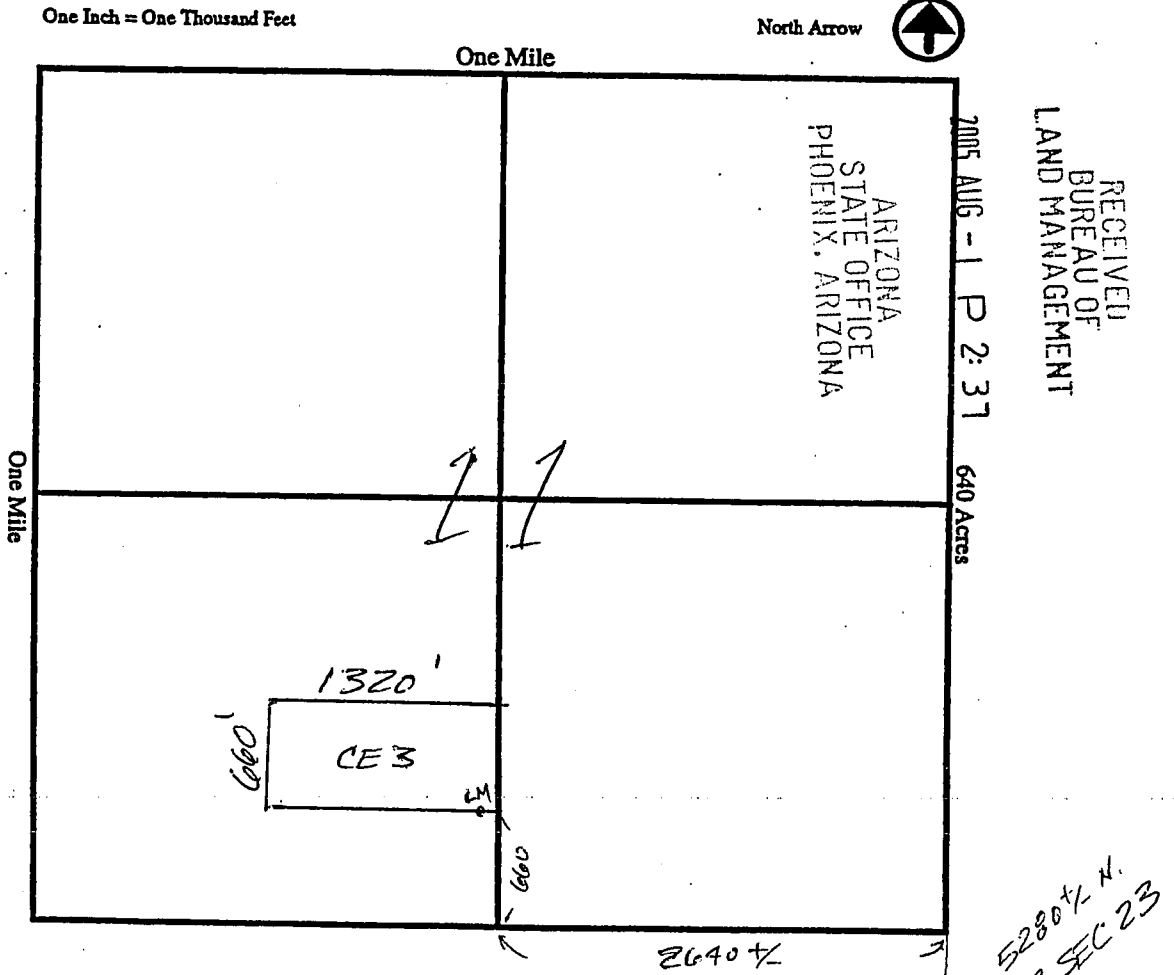 One Inch = One Thousand Feet
North Arrow
One Mile
RECEIVED
BUREAU OF
LAND MANAGEMENT
2005 AUG -1 P 2:37
ARIZONA
STATE OFFICE
PHOENIX, ARIZONA
640 Acres
One Mile
11
1320'
660'
CE 3
LM
660
2640 +/-
5280 +/- N.
SEC 23